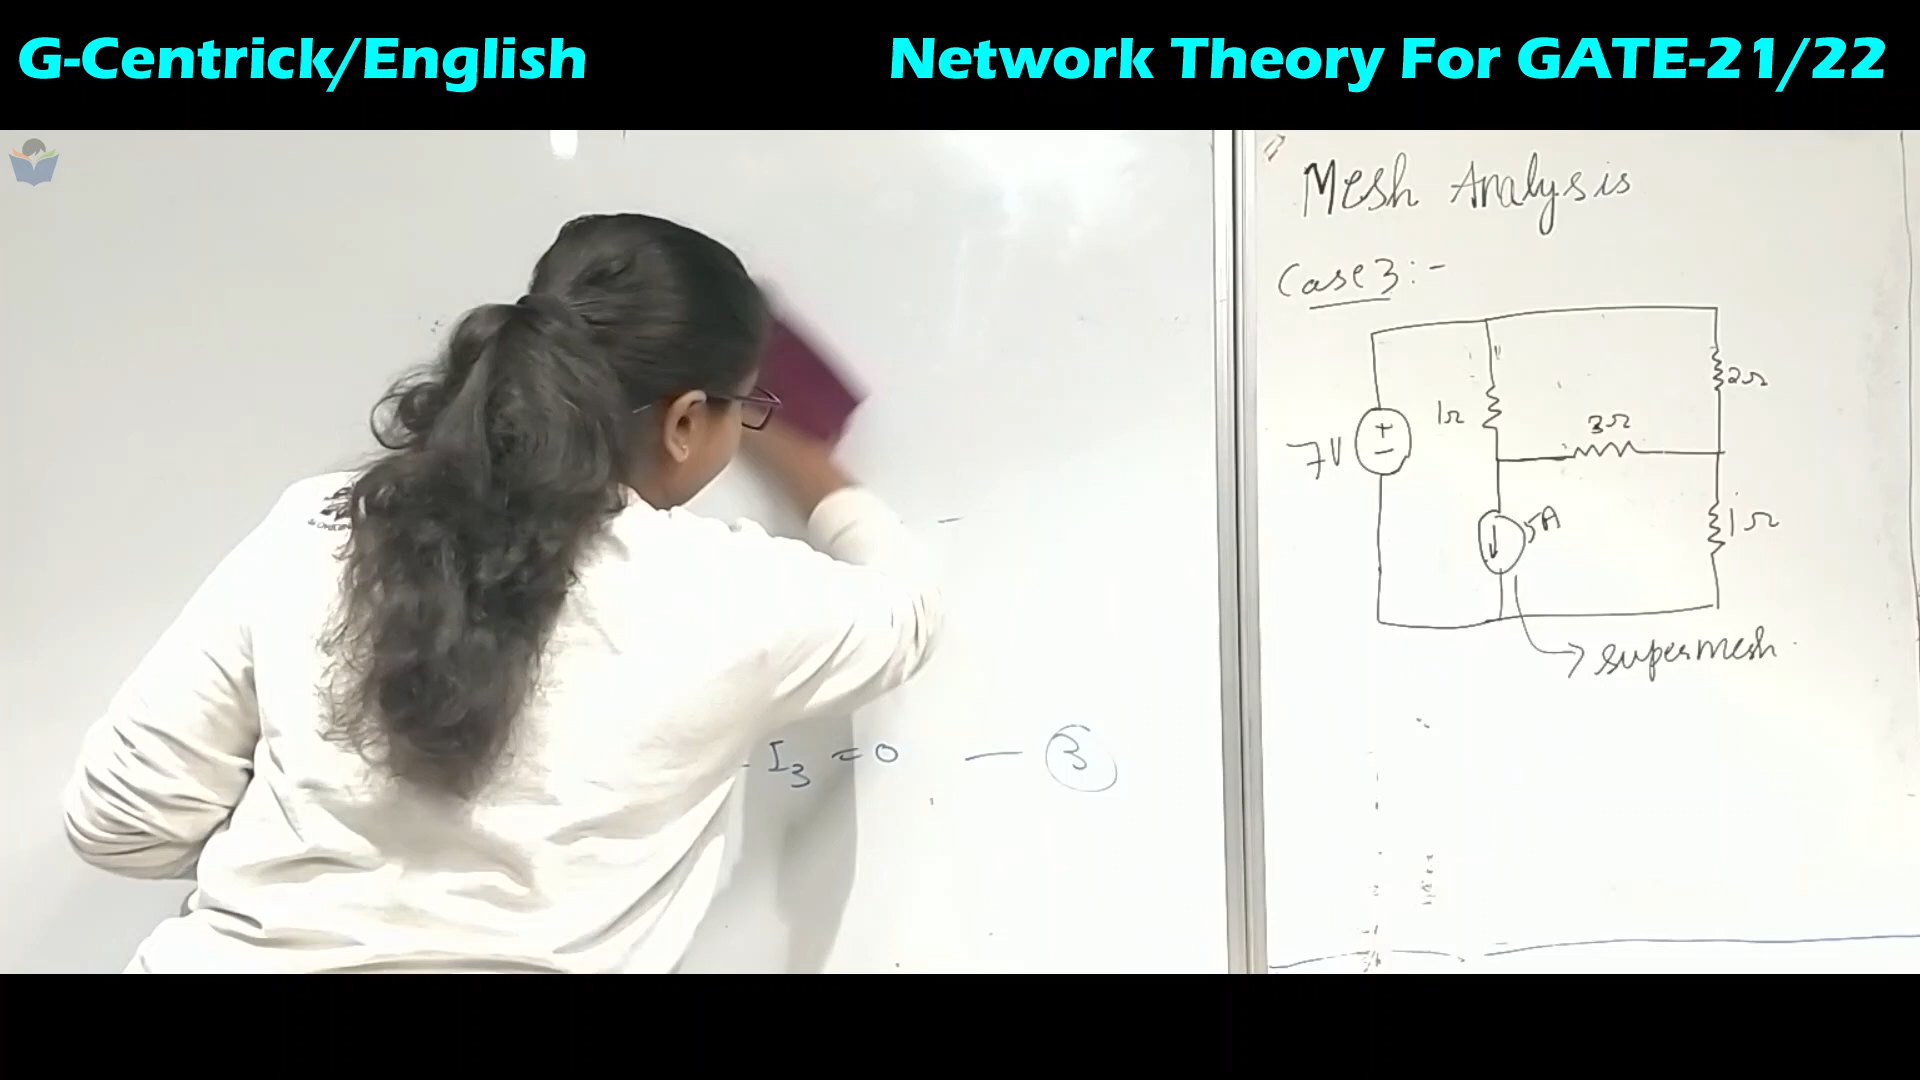 G-Centrick/English
Network Theory For GATE-21/22
Mesh Analysis
Case 3:-
2Ω
1Ω
3Ω
7V
5A
1Ω
supermesh
- I₃ = 0 — ③